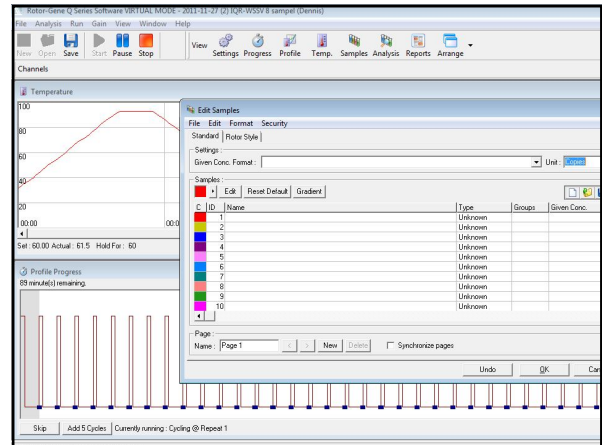 Rotor-Gene Q Series Software VIRTUAL MODE - 2011-11-27 (2) IQR-WSSV 8 sampel (Dennis)
File Analysis Run Gain View Window Help
New Open Save Start Pause Stop View Settings Progress Profile Temp. Samples Analysis Reports Arrange
Channels
Temperature
100
80
60
40
20
00:00 00:0
Set : 60.00 Actual : 61.5 Hold For : 60
Edit Samples
File Edit Format Security
Standard Rotor Style
Settings :
Given Conc. Format : Unit : Copies
Samples :
Edit Reset Default Gradient
C ID Name Type Groups Given Conc.
1 Unknown
2 Unknown
3 Unknown
4 Unknown
5 Unknown
6 Unknown
7 Unknown
8 Unknown
9 Unknown
10 Unknown
Page :
Name : Page 1 < > New Delete Synchronize pages
Undo OK Can
Profile Progress
89 minute(s) remaining.
Skip Add 5 Cycles Currently running : Cycling @ Repeat 1